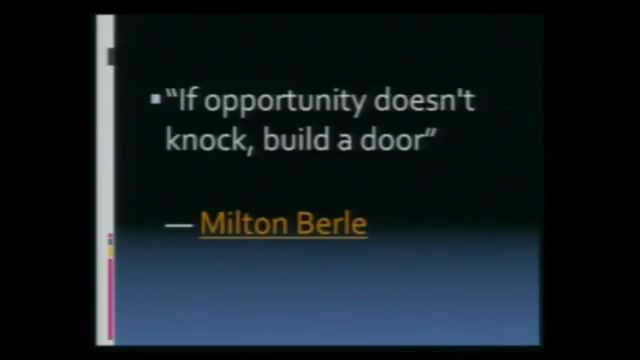 “If opportunity doesn't
knock, build a door”
— Milton Berle